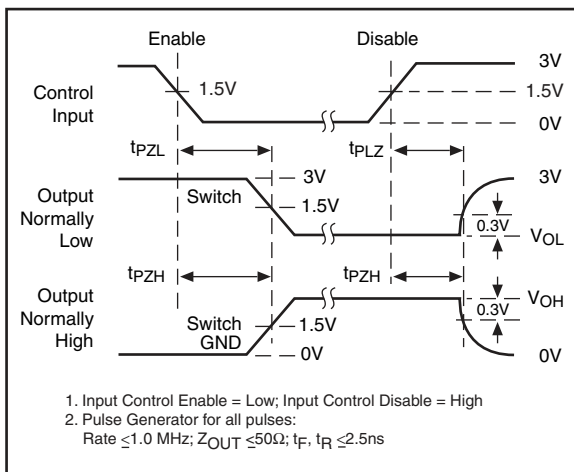 Enable
Disable
Control
Input
1.5V
3V
1.5V
0V
tPZL
tPLZ
Output
Normally
Low
Switch
3V
1.5V
3V
0.3V
VOL
tPZH
tPZH
Output
Normally
High
Switch
GND
1.5V
0V
VOH
0.3V
0V
1. Input Control Enable = Low; Input Control Disable = High
2. Pulse Generator for all pulses:
Rate ≤1.0 MHz; ZOUT ≤50Ω; tF, tR ≤2.5ns